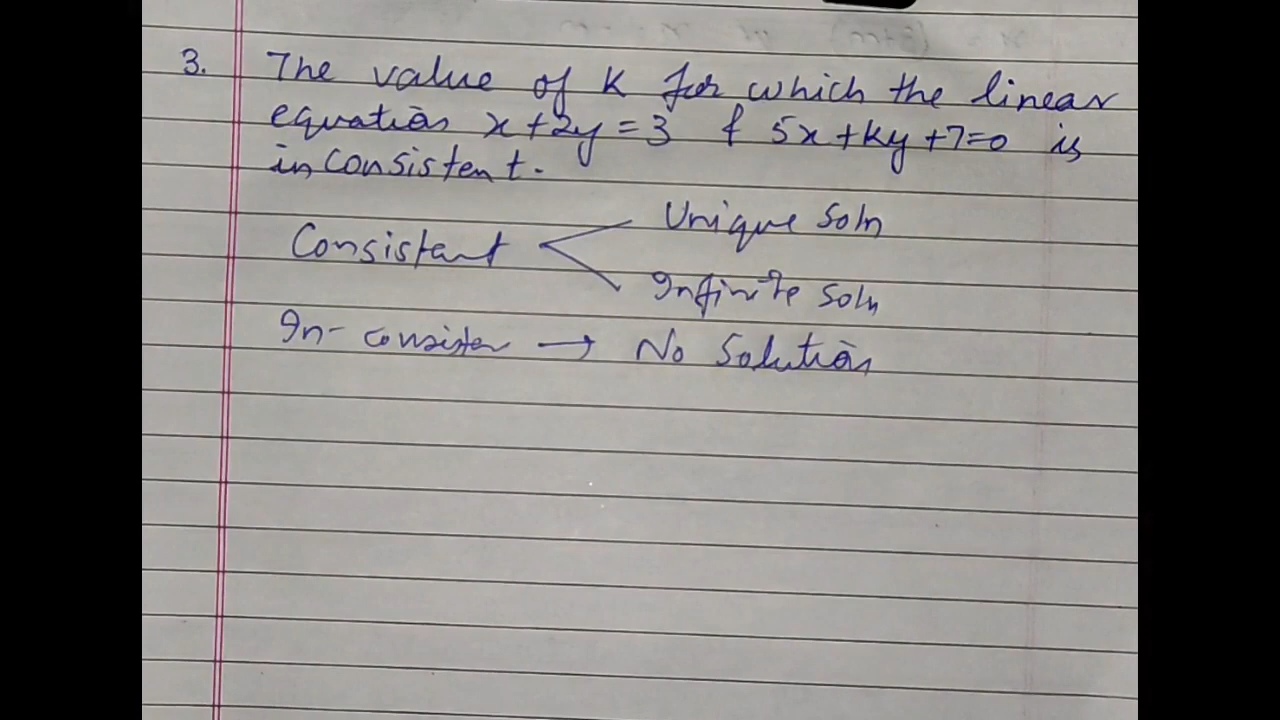 3. The value of K for which the linear
equation x+2y=3 & 5x+ky+7=0 is
inconsistent.
Unique Soln
Consistent
Infinite Soln
In-consisten → No Solution